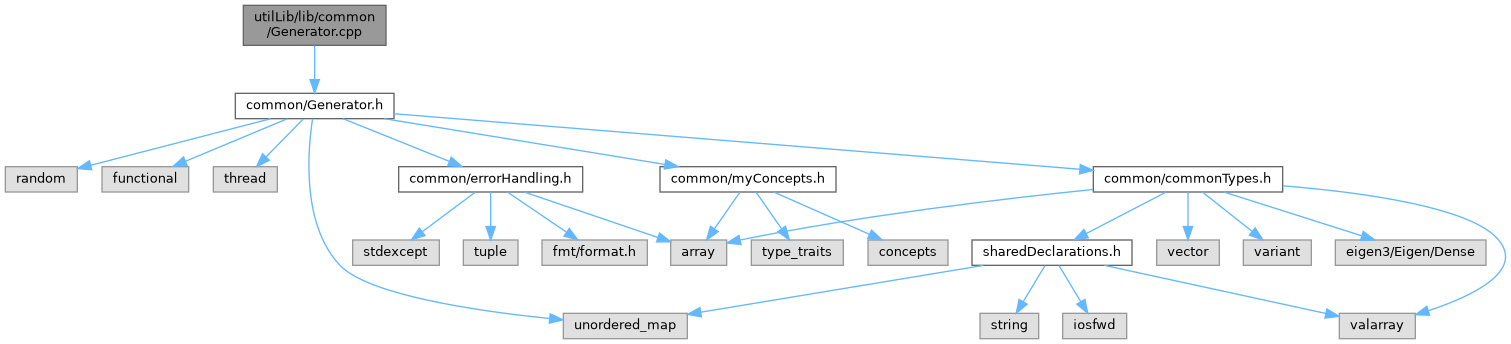 utilLib/lib/common
/Generator.cpp
common/Generator.h
random
functional
thread
common/errorHandling.h
common/myConcepts.h
common/commonTypes.h
stdexcept
tuple
fmt/format.h
array
type_traits
concepts
sharedDeclarations.h
vector
variant
eigen3/Eigen/Dense
unordered_map
string
iosfwd
valarray